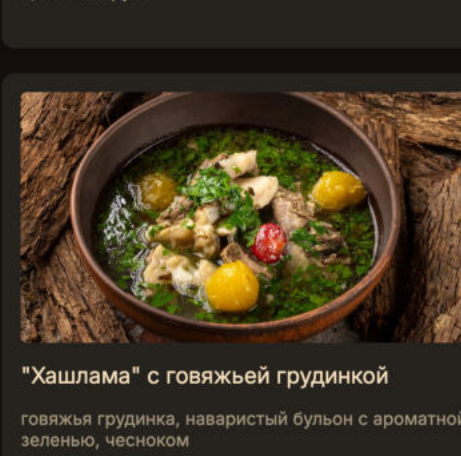 "Хашлама" с говяжьей грудинкой
говяжья грудинка, наваристый бульон с ароматной
зеленью, чесноком